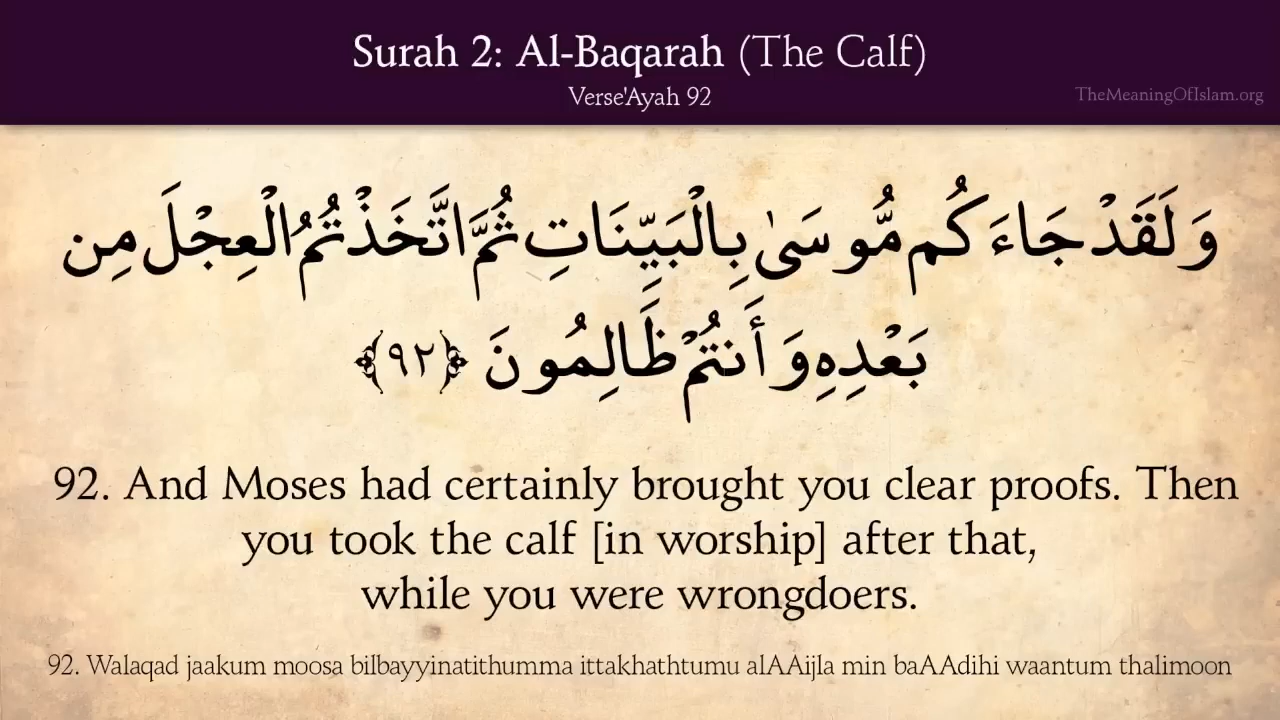 Surah 2: Al-Baqarah (The Calf)
Verse'Ayah 92
TheMeaningOfIslam.org
وَلَقَدْ جَاءَكُم مُّوسَىٰ بِالْبَيِّنَاتِ ثُمَّ اتَّخَذْتُمُ الْعِجْلَ مِن
بَعْدِهِ وَأَنتُمْ ظَالِمُونَ ﴿٩٢﴾
92. And Moses had certainly brought you clear proofs. Then
you took the calf [in worship] after that,
while you were wrongdoers.
92. Walaqad jaakum moosa bilbayyinatithumma ittakhathtumu alAAijla min baAAdihi waantum thalimoon